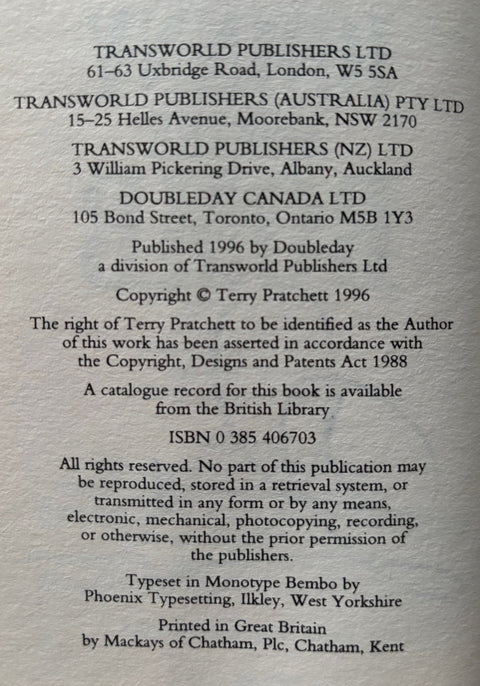 TRANSWORLD PUBLISHERS LTD
61–63 Uxbridge Road, London, W5 5SA
TRANSWORLD PUBLISHERS (AUSTRALIA) PTY LTD
15–25 Helles Avenue, Moorebank, NSW 2170
TRANSWORLD PUBLISHERS (NZ) LTD
3 William Pickering Drive, Albany, Auckland
DOUBLEDAY CANADA LTD
105 Bond Street, Toronto, Ontario M5B 1Y3
Published 1996 by Doubleday
a division of Transworld Publishers Ltd
Copyright © Terry Pratchett 1996
The right of Terry Pratchett to be identified as the Author
of this work has been asserted in accordance with
the Copyright, Designs and Patents Act 1988
A catalogue record for this book is available
from the British Library
ISBN 0 385 406703
All rights reserved. No part of this publication may
be reproduced, stored in a retrieval system, or
transmitted in any form or by any means,
electronic, mechanical, photocopying, recording,
or otherwise, without the prior permission of
the publishers.
Typeset in Monotype Bembo by
Phoenix Typesetting, Ilkley, West Yorkshire
Printed in Great Britain
by Mackays of Chatham, Plc, Chatham, Kent